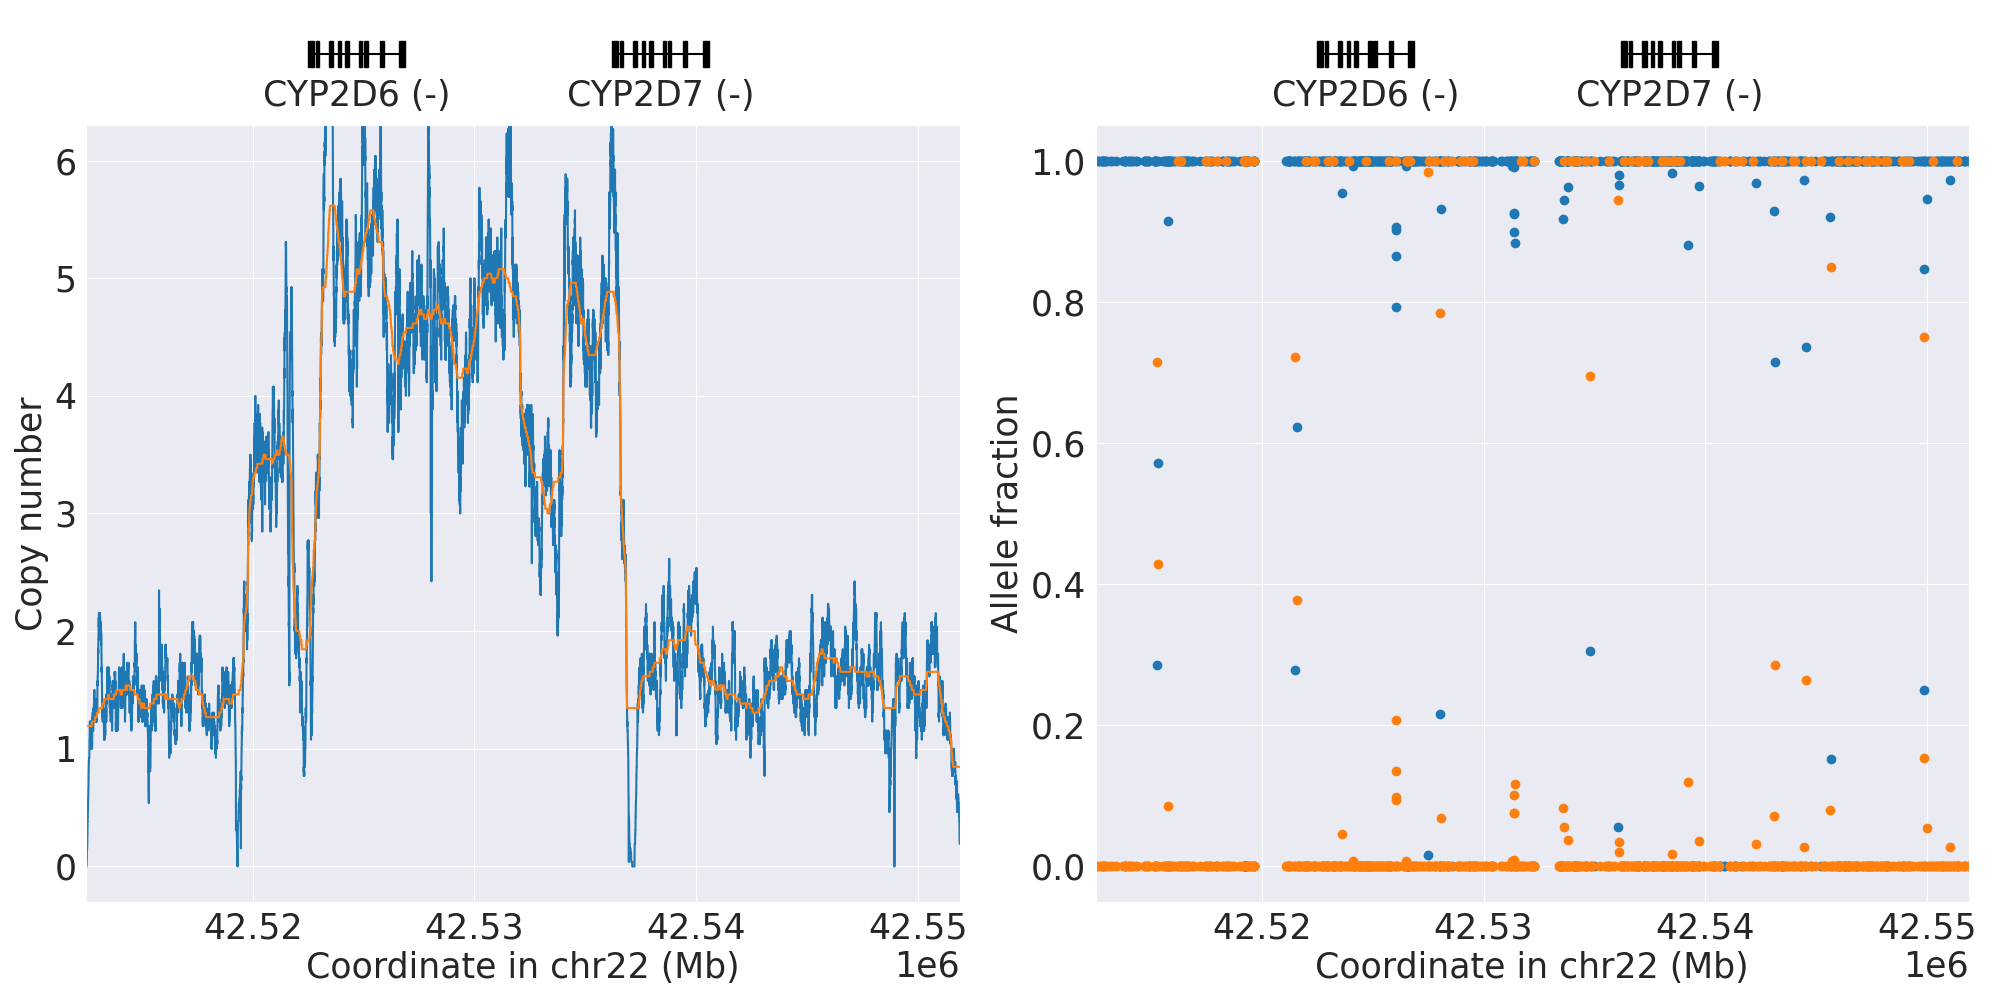 CYP2D6 (-) CYP2D7 (-)
6
5
4
3
2
1
0
Copy number
42.52 42.53 42.54 42.55
Coordinate in chr22 (Mb) 1e6
CYP2D6 (-) CYP2D7 (-)
1.0
0.8
0.6
0.4
0.2
0.0
Allele fraction
42.52 42.53 42.54 42.55
Coordinate in chr22 (Mb) 1e6